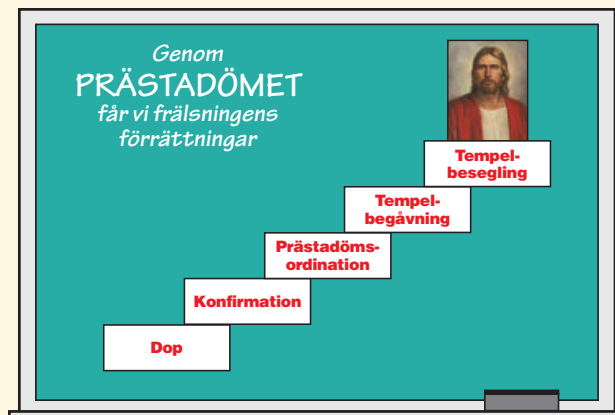 Genom
PRÄSTADÖMET
får vi frälsningens
förrättningar
Tempel-
besegling
Tempel-
begåvning
Prästadöms-
ordination
Konfirmation
Dop